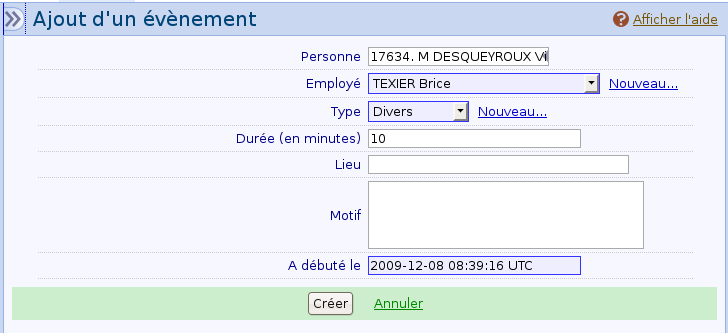 Ajout d'un évènement
Afficher l'aide
Personne 17634. M DESQUEYROUX
Employé TEXIER Brice Nouveau...
Type Divers Nouveau...
Durée (en minutes) 10
Lieu
Motif
A débuté le 2009-12-08 08:39:16 UTC
Créer Annuler